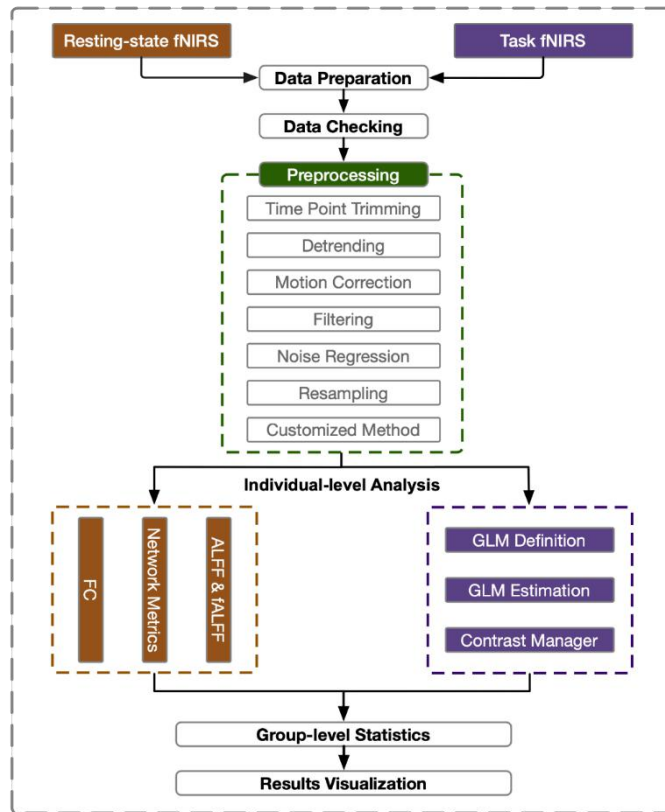 Resting-state fNIRS
Task fNIRS
Data Preparation
Data Checking
Preprocessing
Time Point Trimming
Detrending
Motion Correction
Filtering
Noise Regression
Resampling
Customized Method
Individual-level Analysis
FC
Network Metrics
ALFF & fALFF
GLM Definition
GLM Estimation
Contrast Manager
Group-level Statistics
Results Visualization